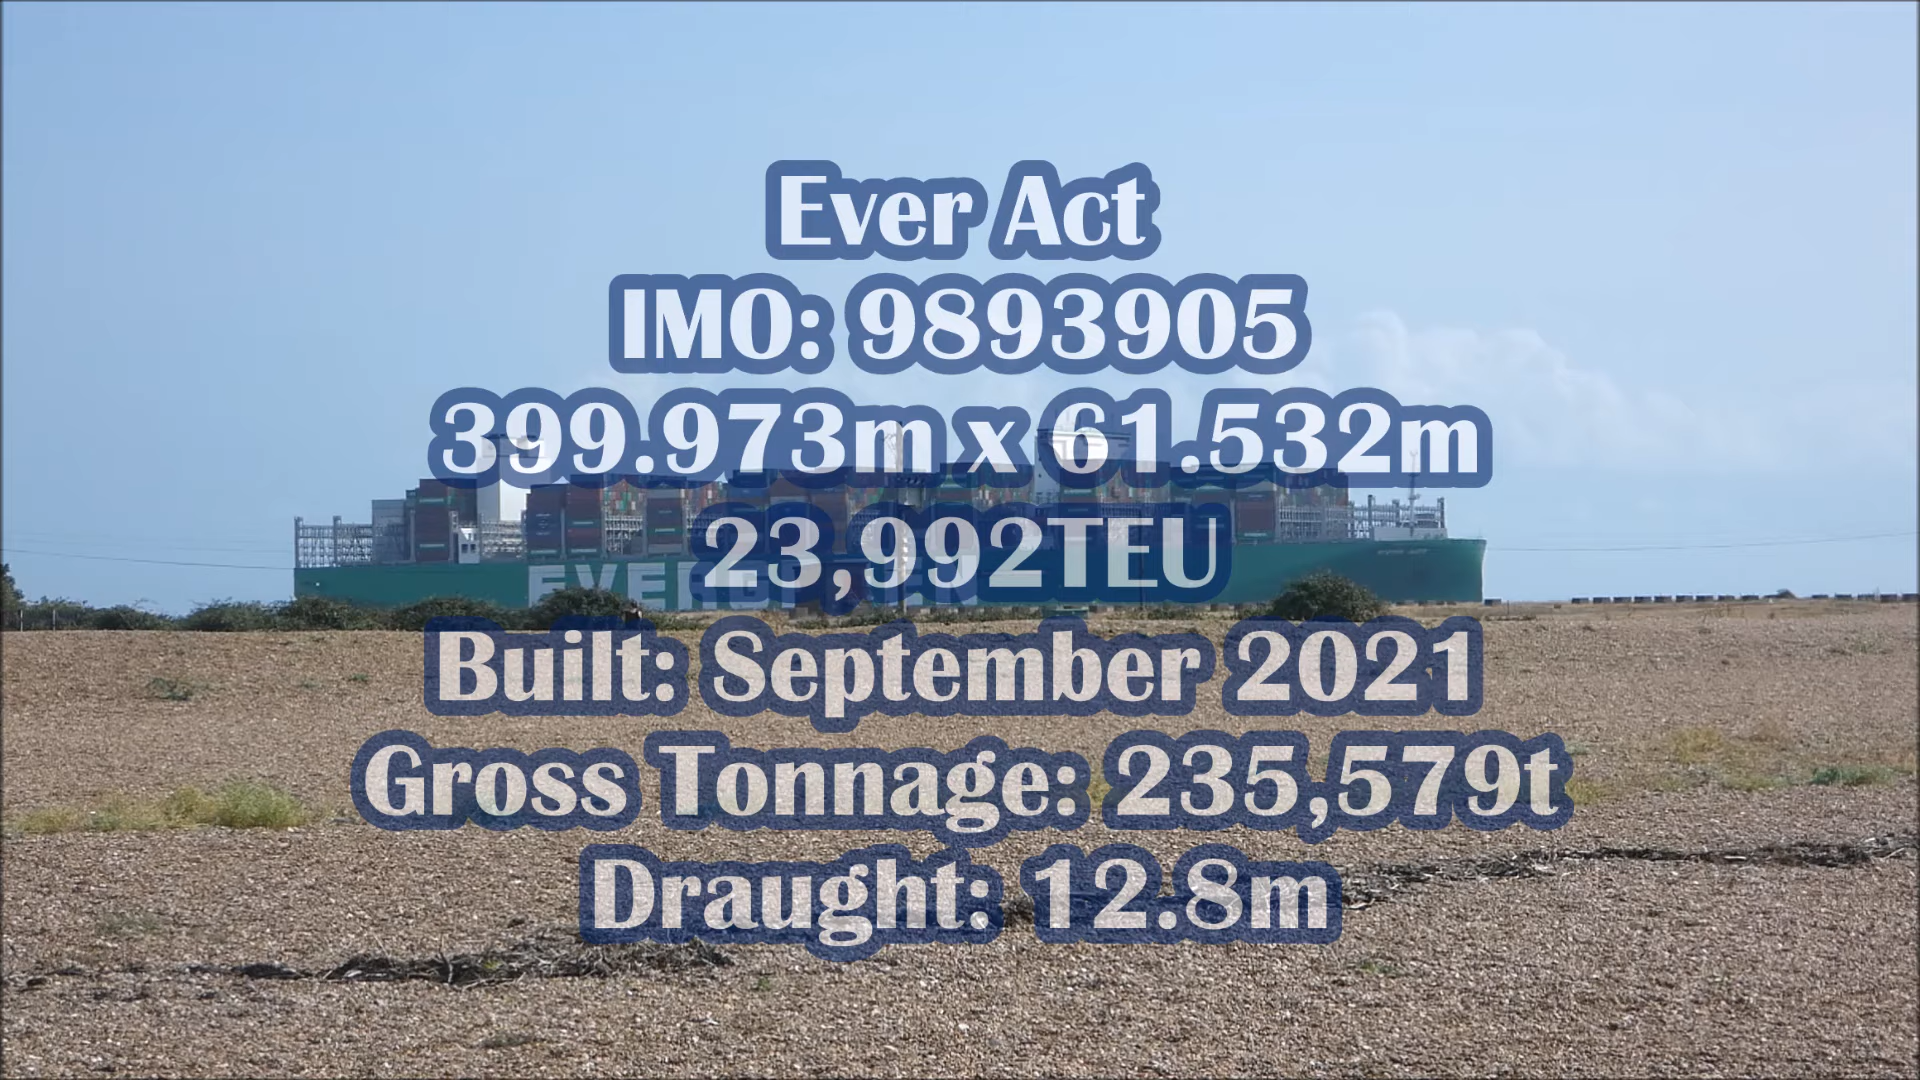 Ever Act
IMO: 9893905
399.973m x 61.532m
23,992TEU
Built: September 2021
Gross Tonnage: 235,579t
Draught: 12.8m